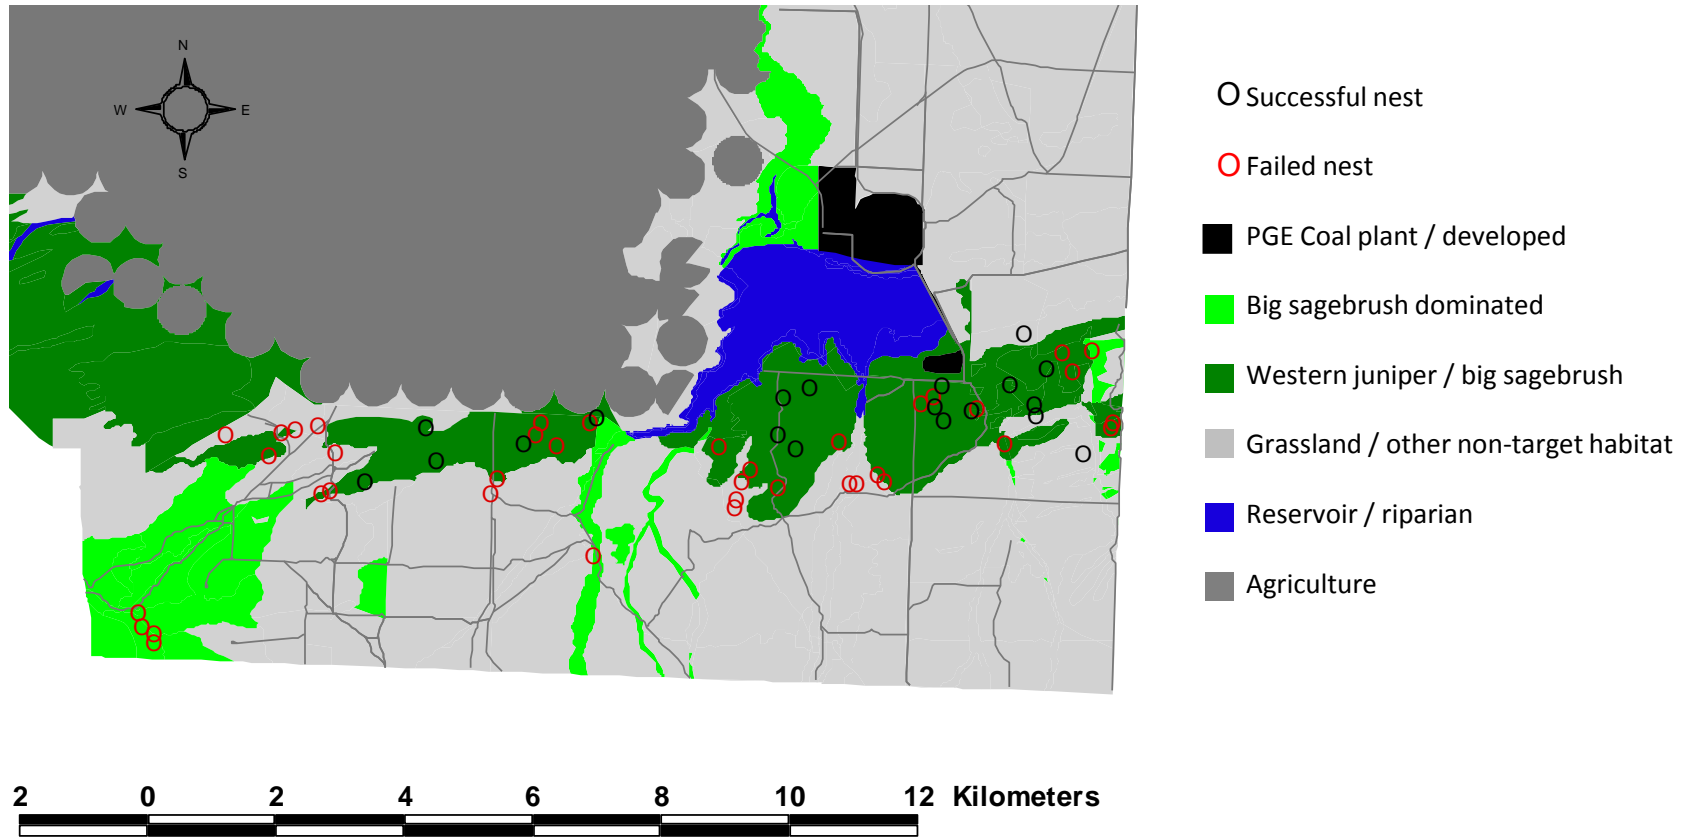 N
W E
S
Successful nest
Failed nest
PGE Coal plant / developed
Big sagebrush dominated
Western juniper / big sagebrush
Grassland / other non-target habitat
Reservoir / riparian
Agriculture
2 0 2 4 6 8 10 12 Kilometers